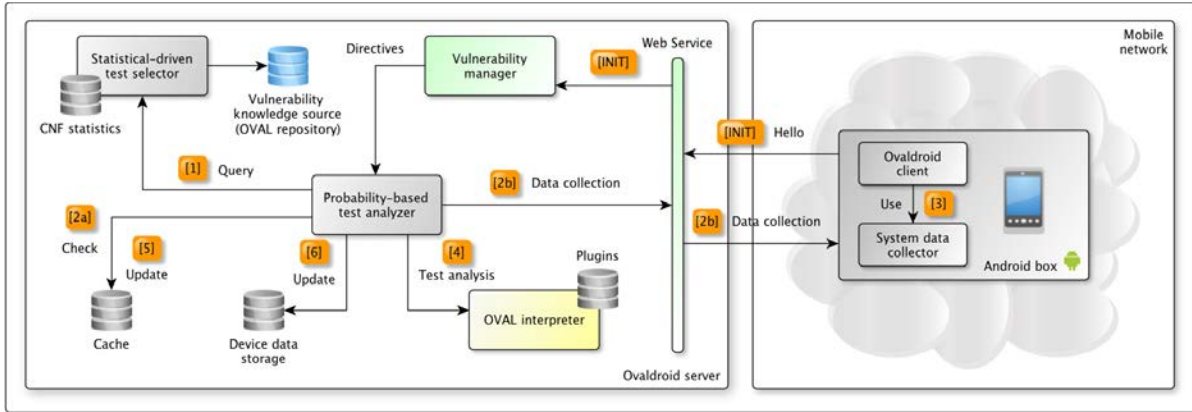 Statistical-driven
test selector
CNF statistics
Vulnerability
knowledge source
(OVAL repository)
Directives
Vulnerability
manager
[INIT]
Web Service
[1] Query
Probability-based
test analyzer
[2b] Data collection
[2a]
Check
[5]
Update
[6]
Update
[4]
Test analysis
Plugins
Cache
Device data
storage
OVAL interpreter
Ovaldroid server
Mobile
network
[INIT] Hello
[2b] Data collection
Ovaldroid
client
Use [3]
System data
collector
Android box